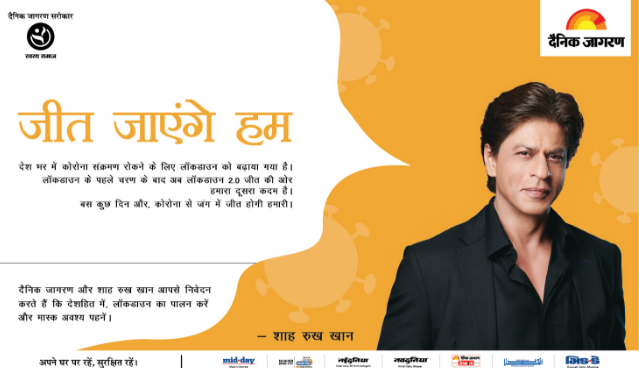 दैनिक जागरण सरोकार
स्वस्थ समाज
दैनिक जागरण
जीत जाएंगे हम
देश भर में कोरोना संक्रमण रोकने के लिए लॉकडाउन को बढ़ाया गया है।
लॉकडाउन के पहले चरण के बाद अब लॉकडाउन 2.0 जीत की ओर
हमारा दूसरा कदम है।
बस कुछ दिन और, कोरोना से जंग में जीत होगी हमारी।
दैनिक जागरण और शाह रुख खान आपसे निवेदन
करते हैं कि देशहित में, लॉकडाउन का पालन करें
और मास्क अवश्य पहनें।
– शाह रुख खान
अपने घर पर रहें, सुरक्षित रहें।
mid-day
नईदुनिया
नवदुनिया
मिड-डे